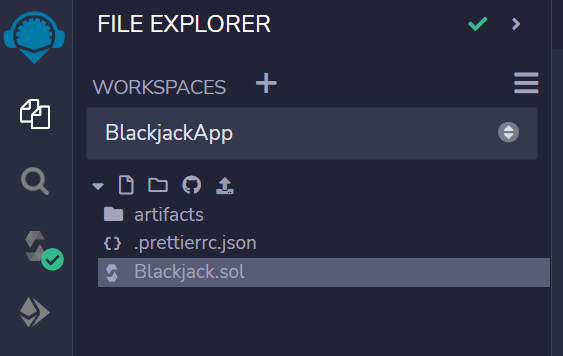 FILE EXPLORER
WORKSPACES
BlackjackApp
artifacts
.prettierrc.json
Blackjack.sol